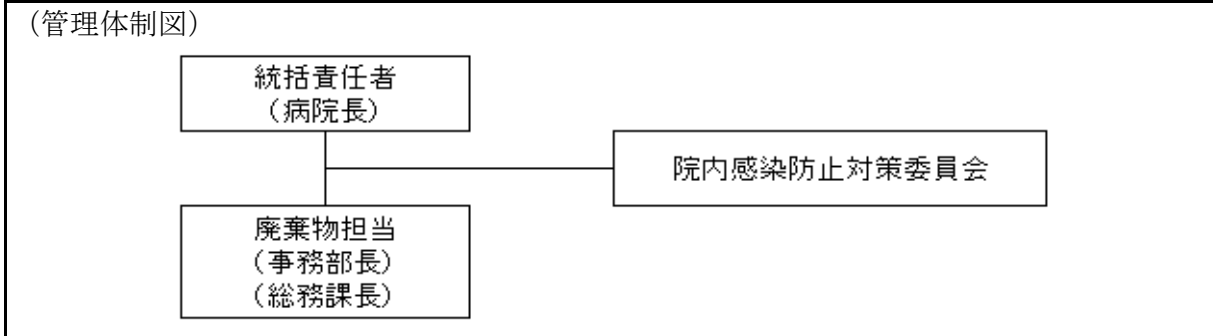 （管理体制図）
統括責任者
（病院長）
院内感染防止対策委員会
廃棄物担当
（事務部長）
（総務課長）